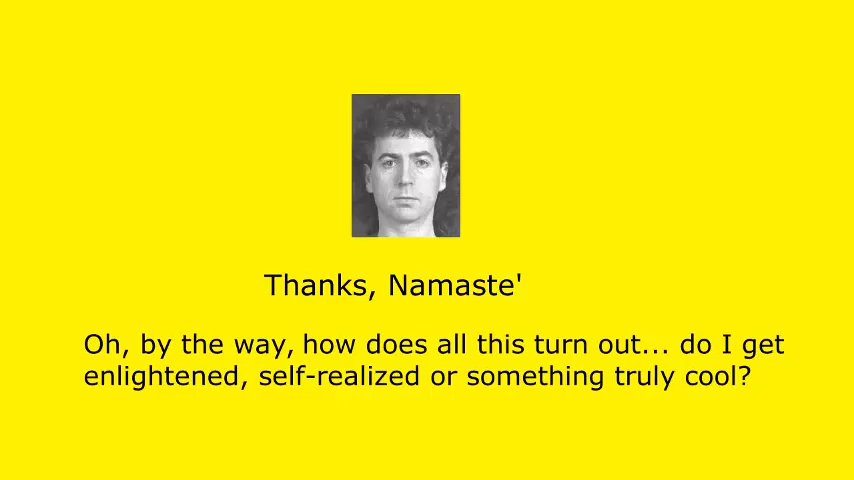 Thanks, Namaste'
Oh, by the way, how does all this turn out... do I get
enlightened, self-realized or something truly cool?